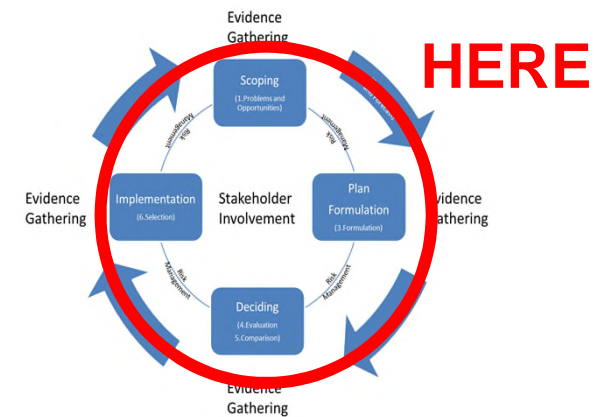 Evidence
Gathering
HERE
Scoping
(1.Problems and
Opportunities)
Risk
Management
Risk
Management
Evidence
Gathering
Implementation
(6.Selection)
Stakeholder
Involvement
Plan
Formulation
(3.Formulation)
Evidence
Gathering
Risk
Management
Risk
Management
Deciding
(4.Evaluation
5.Comparison)
Evidence
Gathering